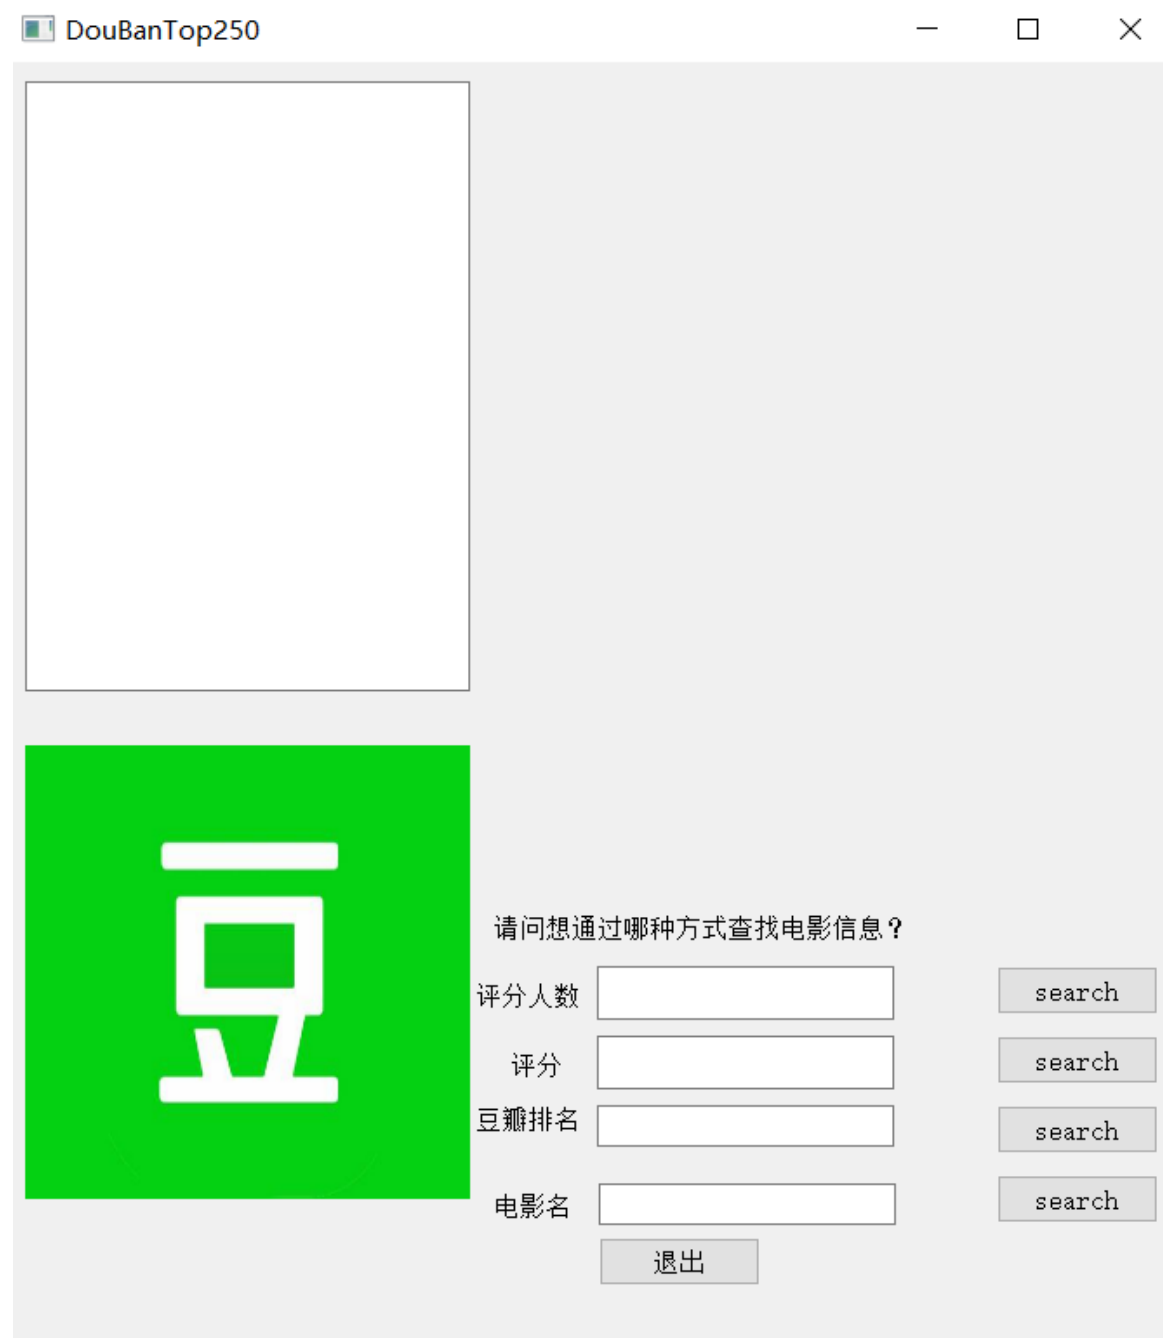 DouBanTop250
豆
请问想通过哪种方式查找电影信息？
评分人数 search
评分 search
豆瓣排名 search
电影名 search
退出